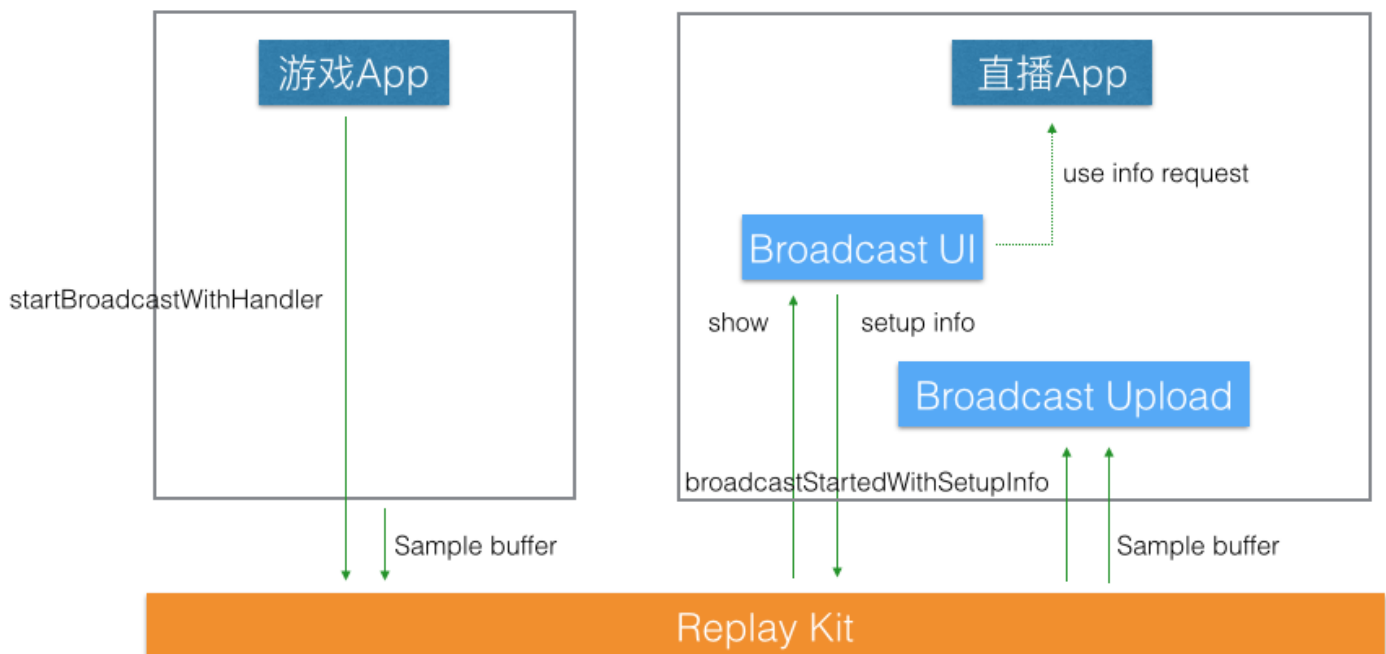 游戏App
直播App
use info request
Broadcast UI
startBroadcastWithHandler
show
setup info
Broadcast Upload
broadcastStartedWithSetupInfo
Sample buffer
Sample buffer
Replay Kit